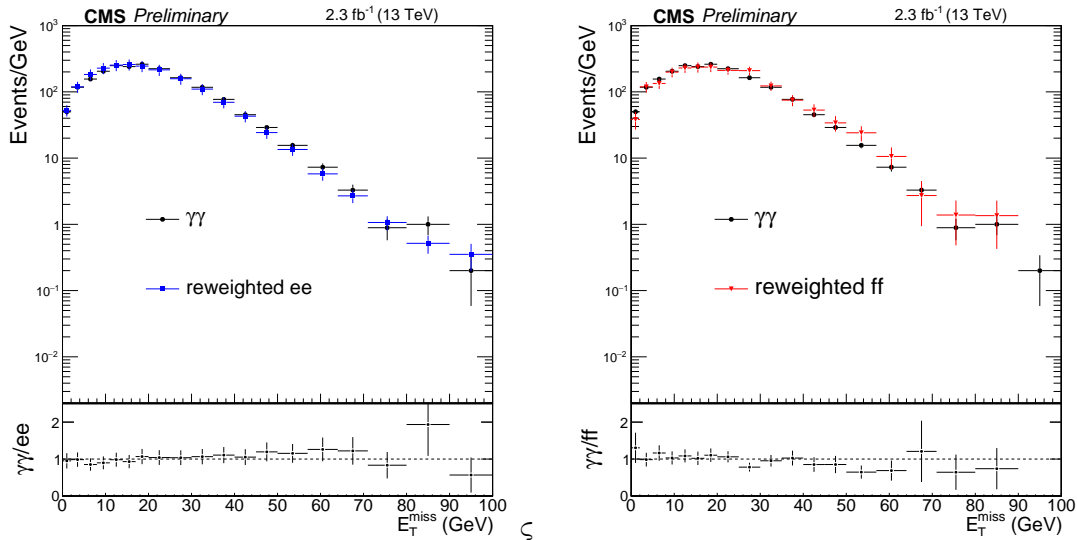 CMS Preliminary 2.3 fb⁻¹ (13 TeV)
Events/GeV
10³
10²
10
1
10⁻¹
10⁻²
γγ
reweighted ee
γγ/ee
2
1
0
0 10 20 30 40 50 60 70 80 90 100
E_T^miss (GeV)
ς
CMS Preliminary 2.3 fb⁻¹ (13 TeV)
Events/GeV
10³
10²
10
1
10⁻¹
10⁻²
γγ
reweighted ff
γγ/ff
2
1
0
0 10 20 30 40 50 60 70 80 90 100
E_T^miss (GeV)